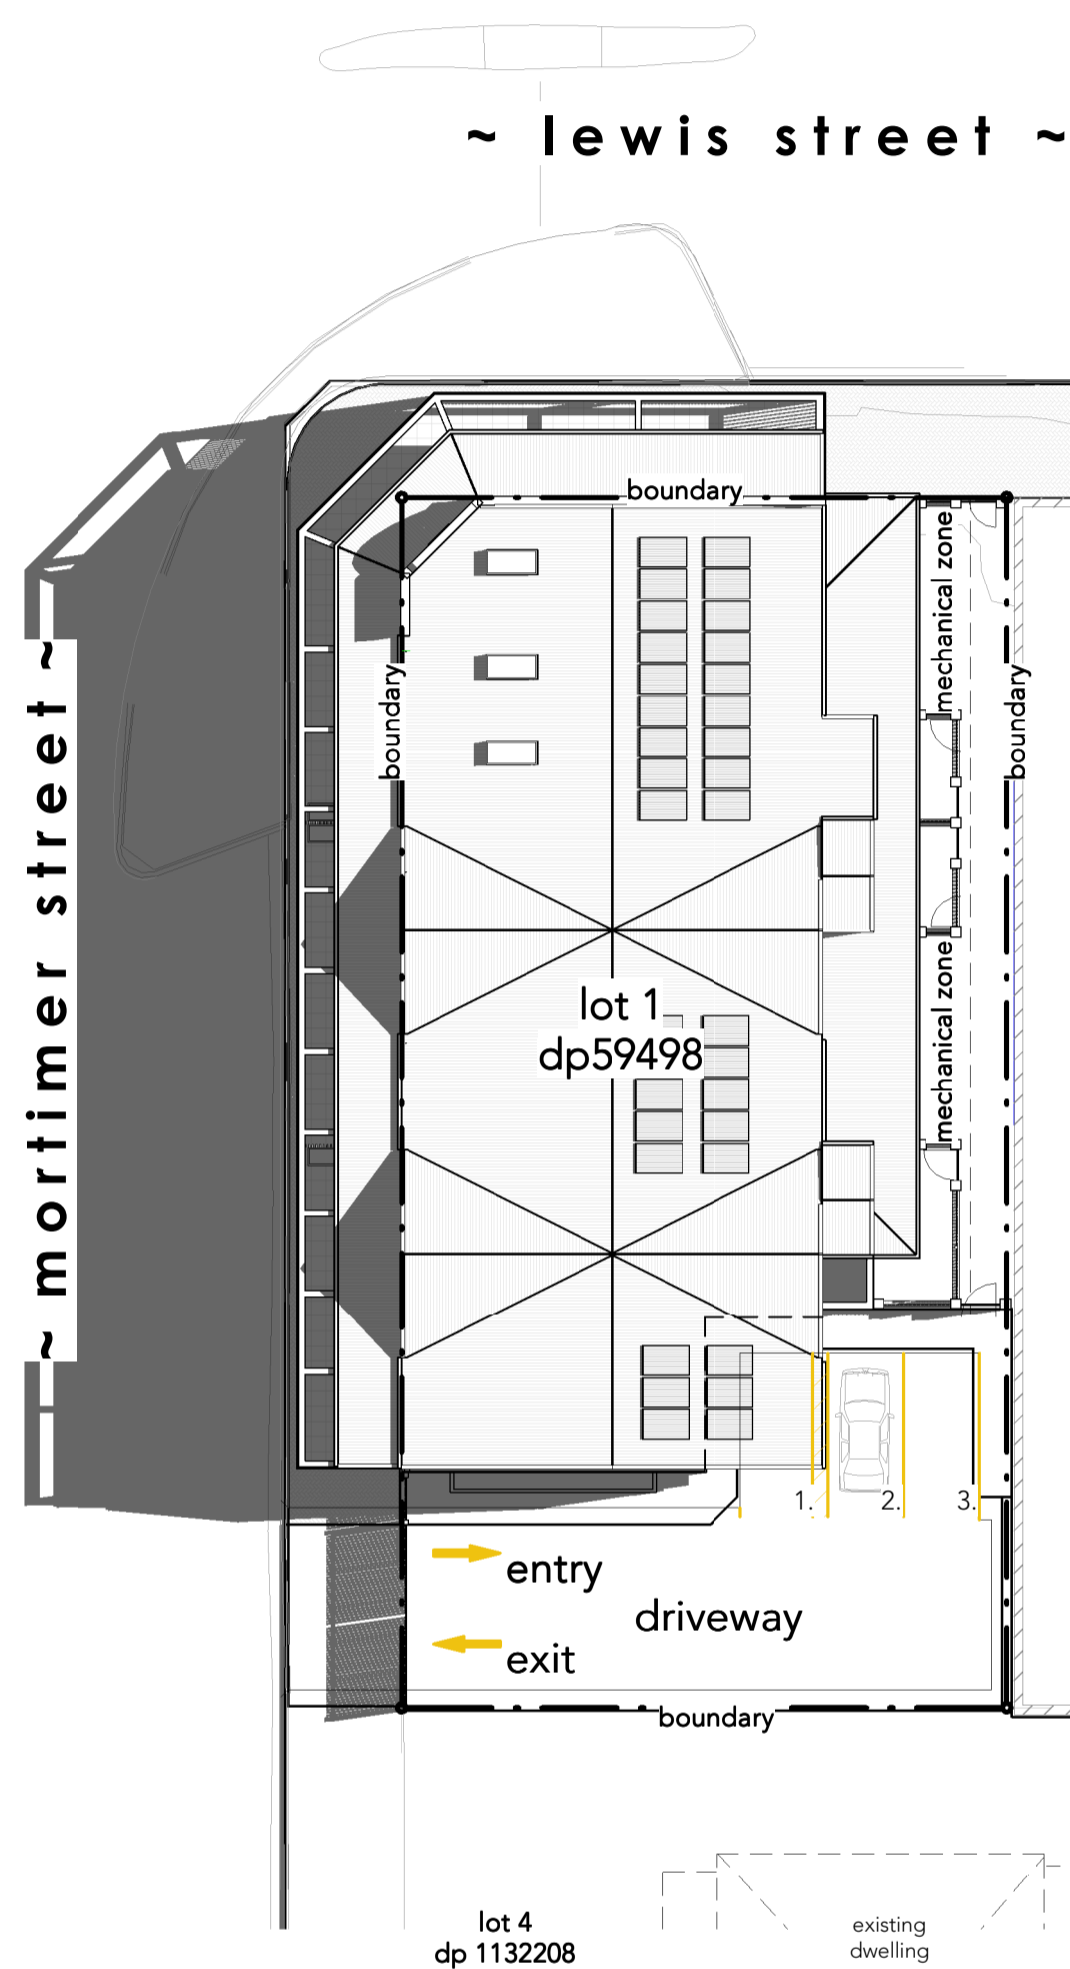 ~ lewis street ~
boundary
mechanical zone
~ mortimer street ~
boundary
boundary
lot 1
dp59498
mechanical zone
1.
2.
3.
entry
driveway
exit
boundary
lot 4
dp 1132208
existing
dwelling